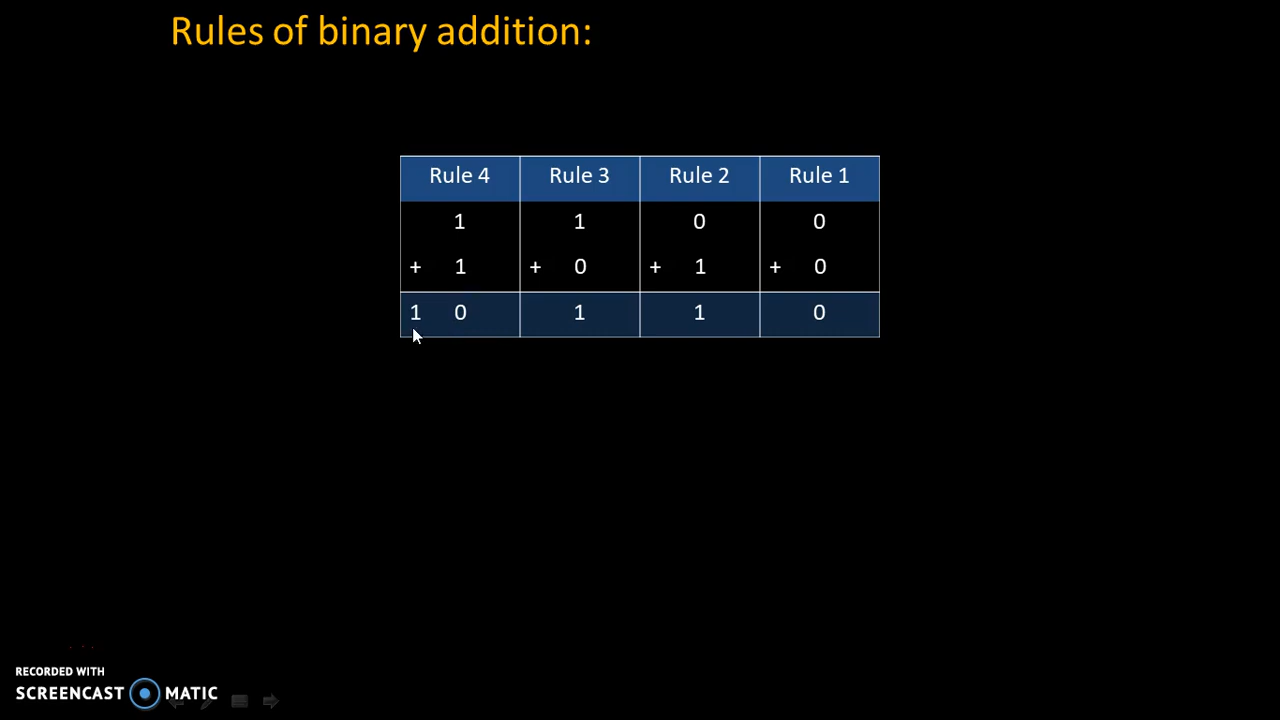 Rules of binary addition:
Rule 4 Rule 3 Rule 2 Rule 1
1 1 0 0
+ 1 + 0 + 1 + 0
1 0 1 1 0
RECORDED WITH
SCREENCAST MATIC